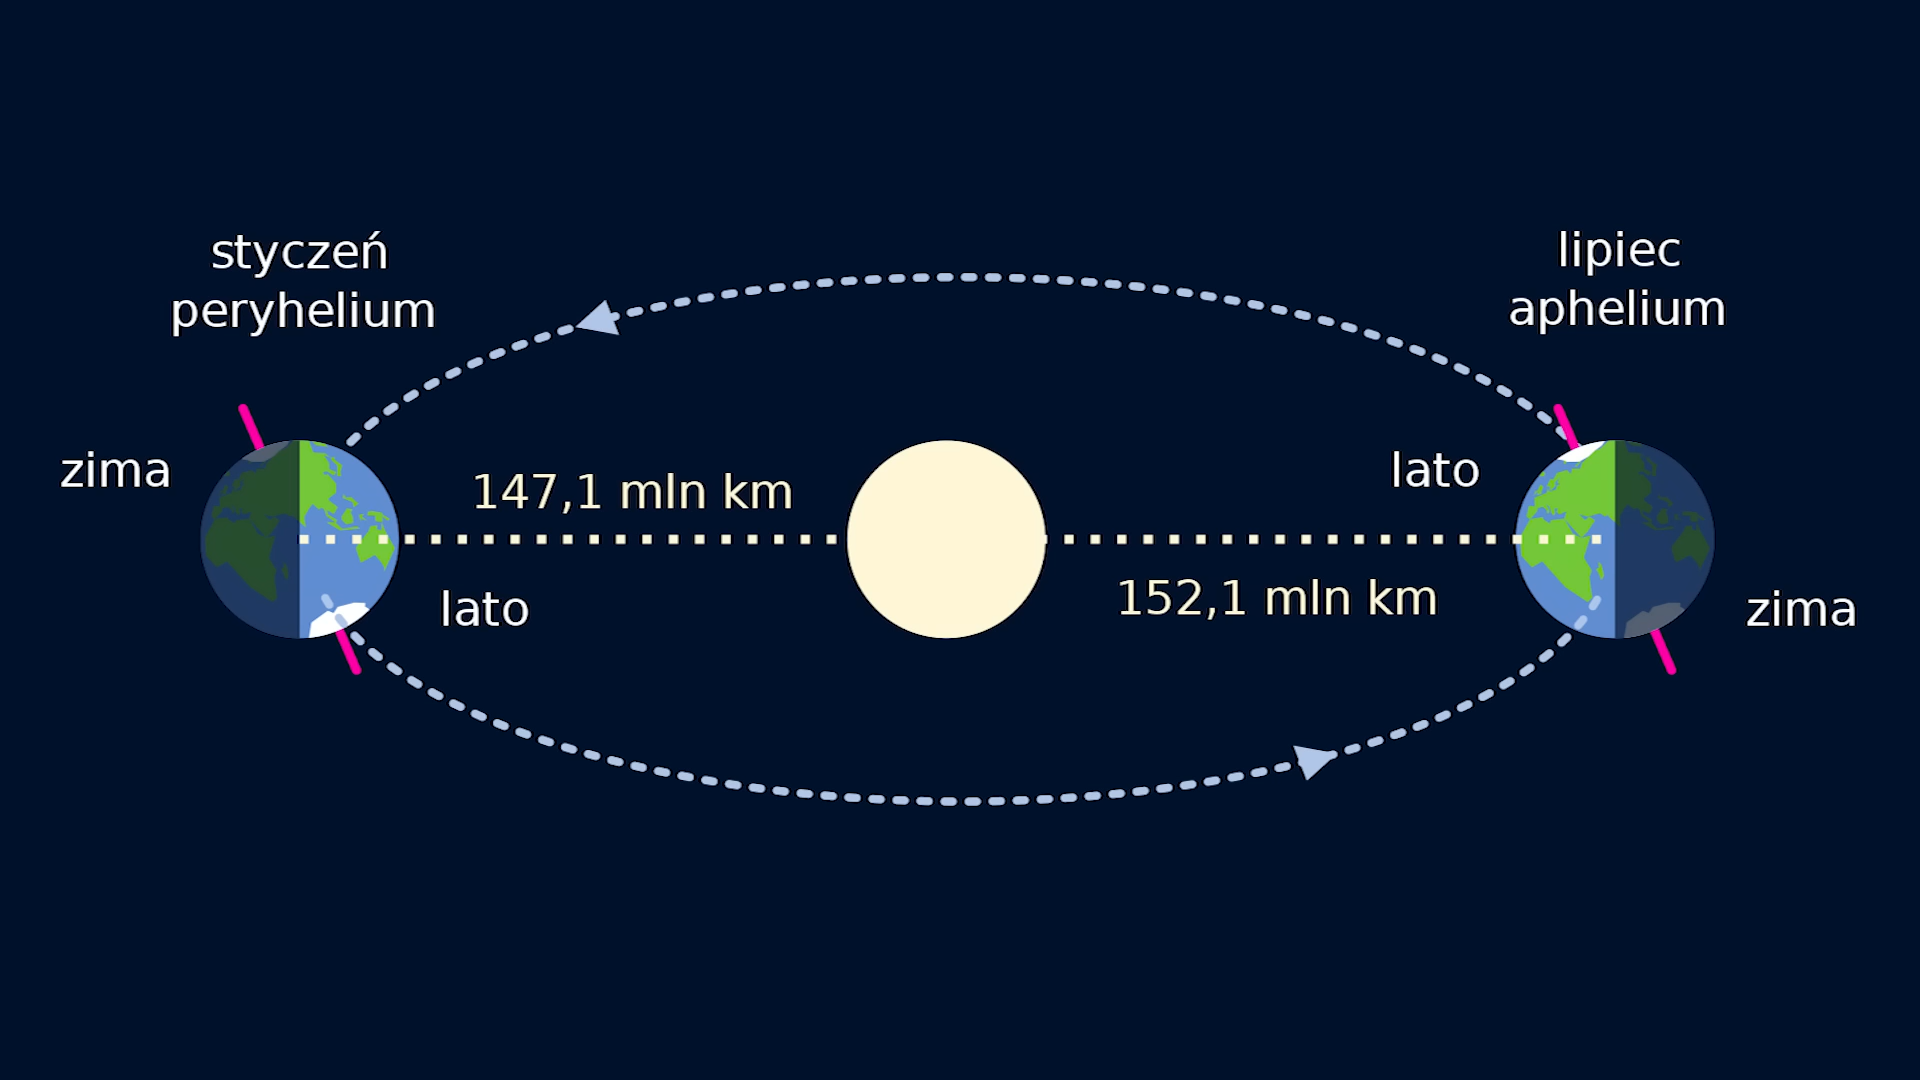 styczeń
peryhelium
lipiec
aphelium
zima
147,1 mln km
lato
lato
152,1 mln km
zima